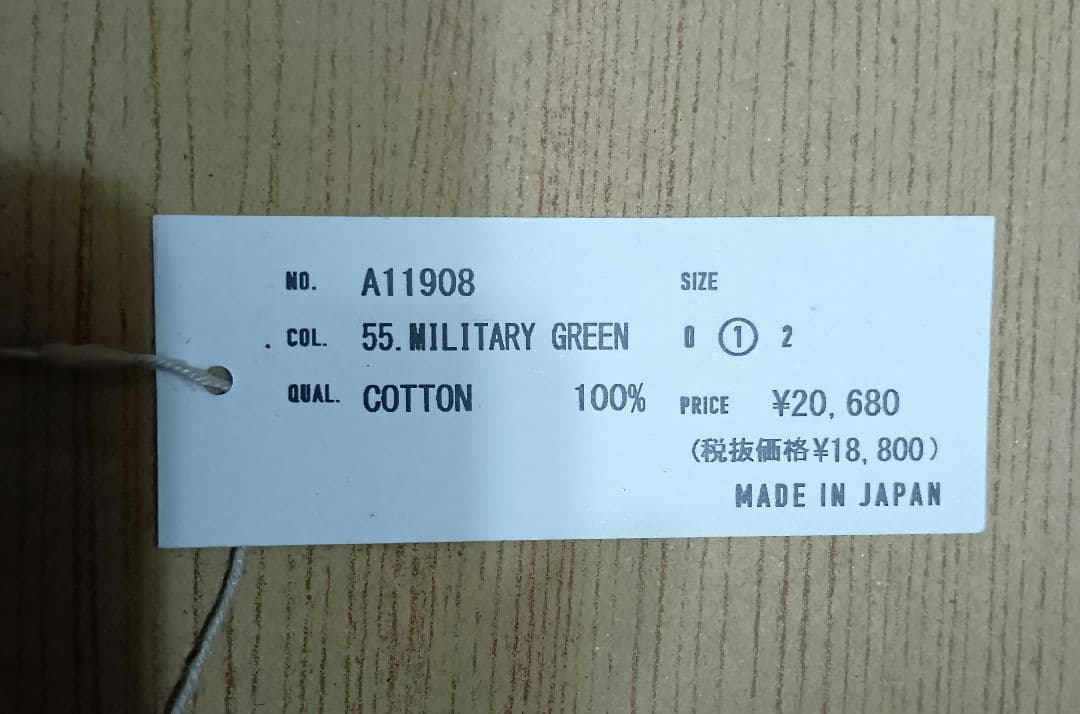 NO. A11908 SIZE
COL. 55.MILITARY GREEN 0 ① 2
QUAL. COTTON 100% PRICE ¥20,680
(税抜価格¥18,800)
MADE IN JAPAN